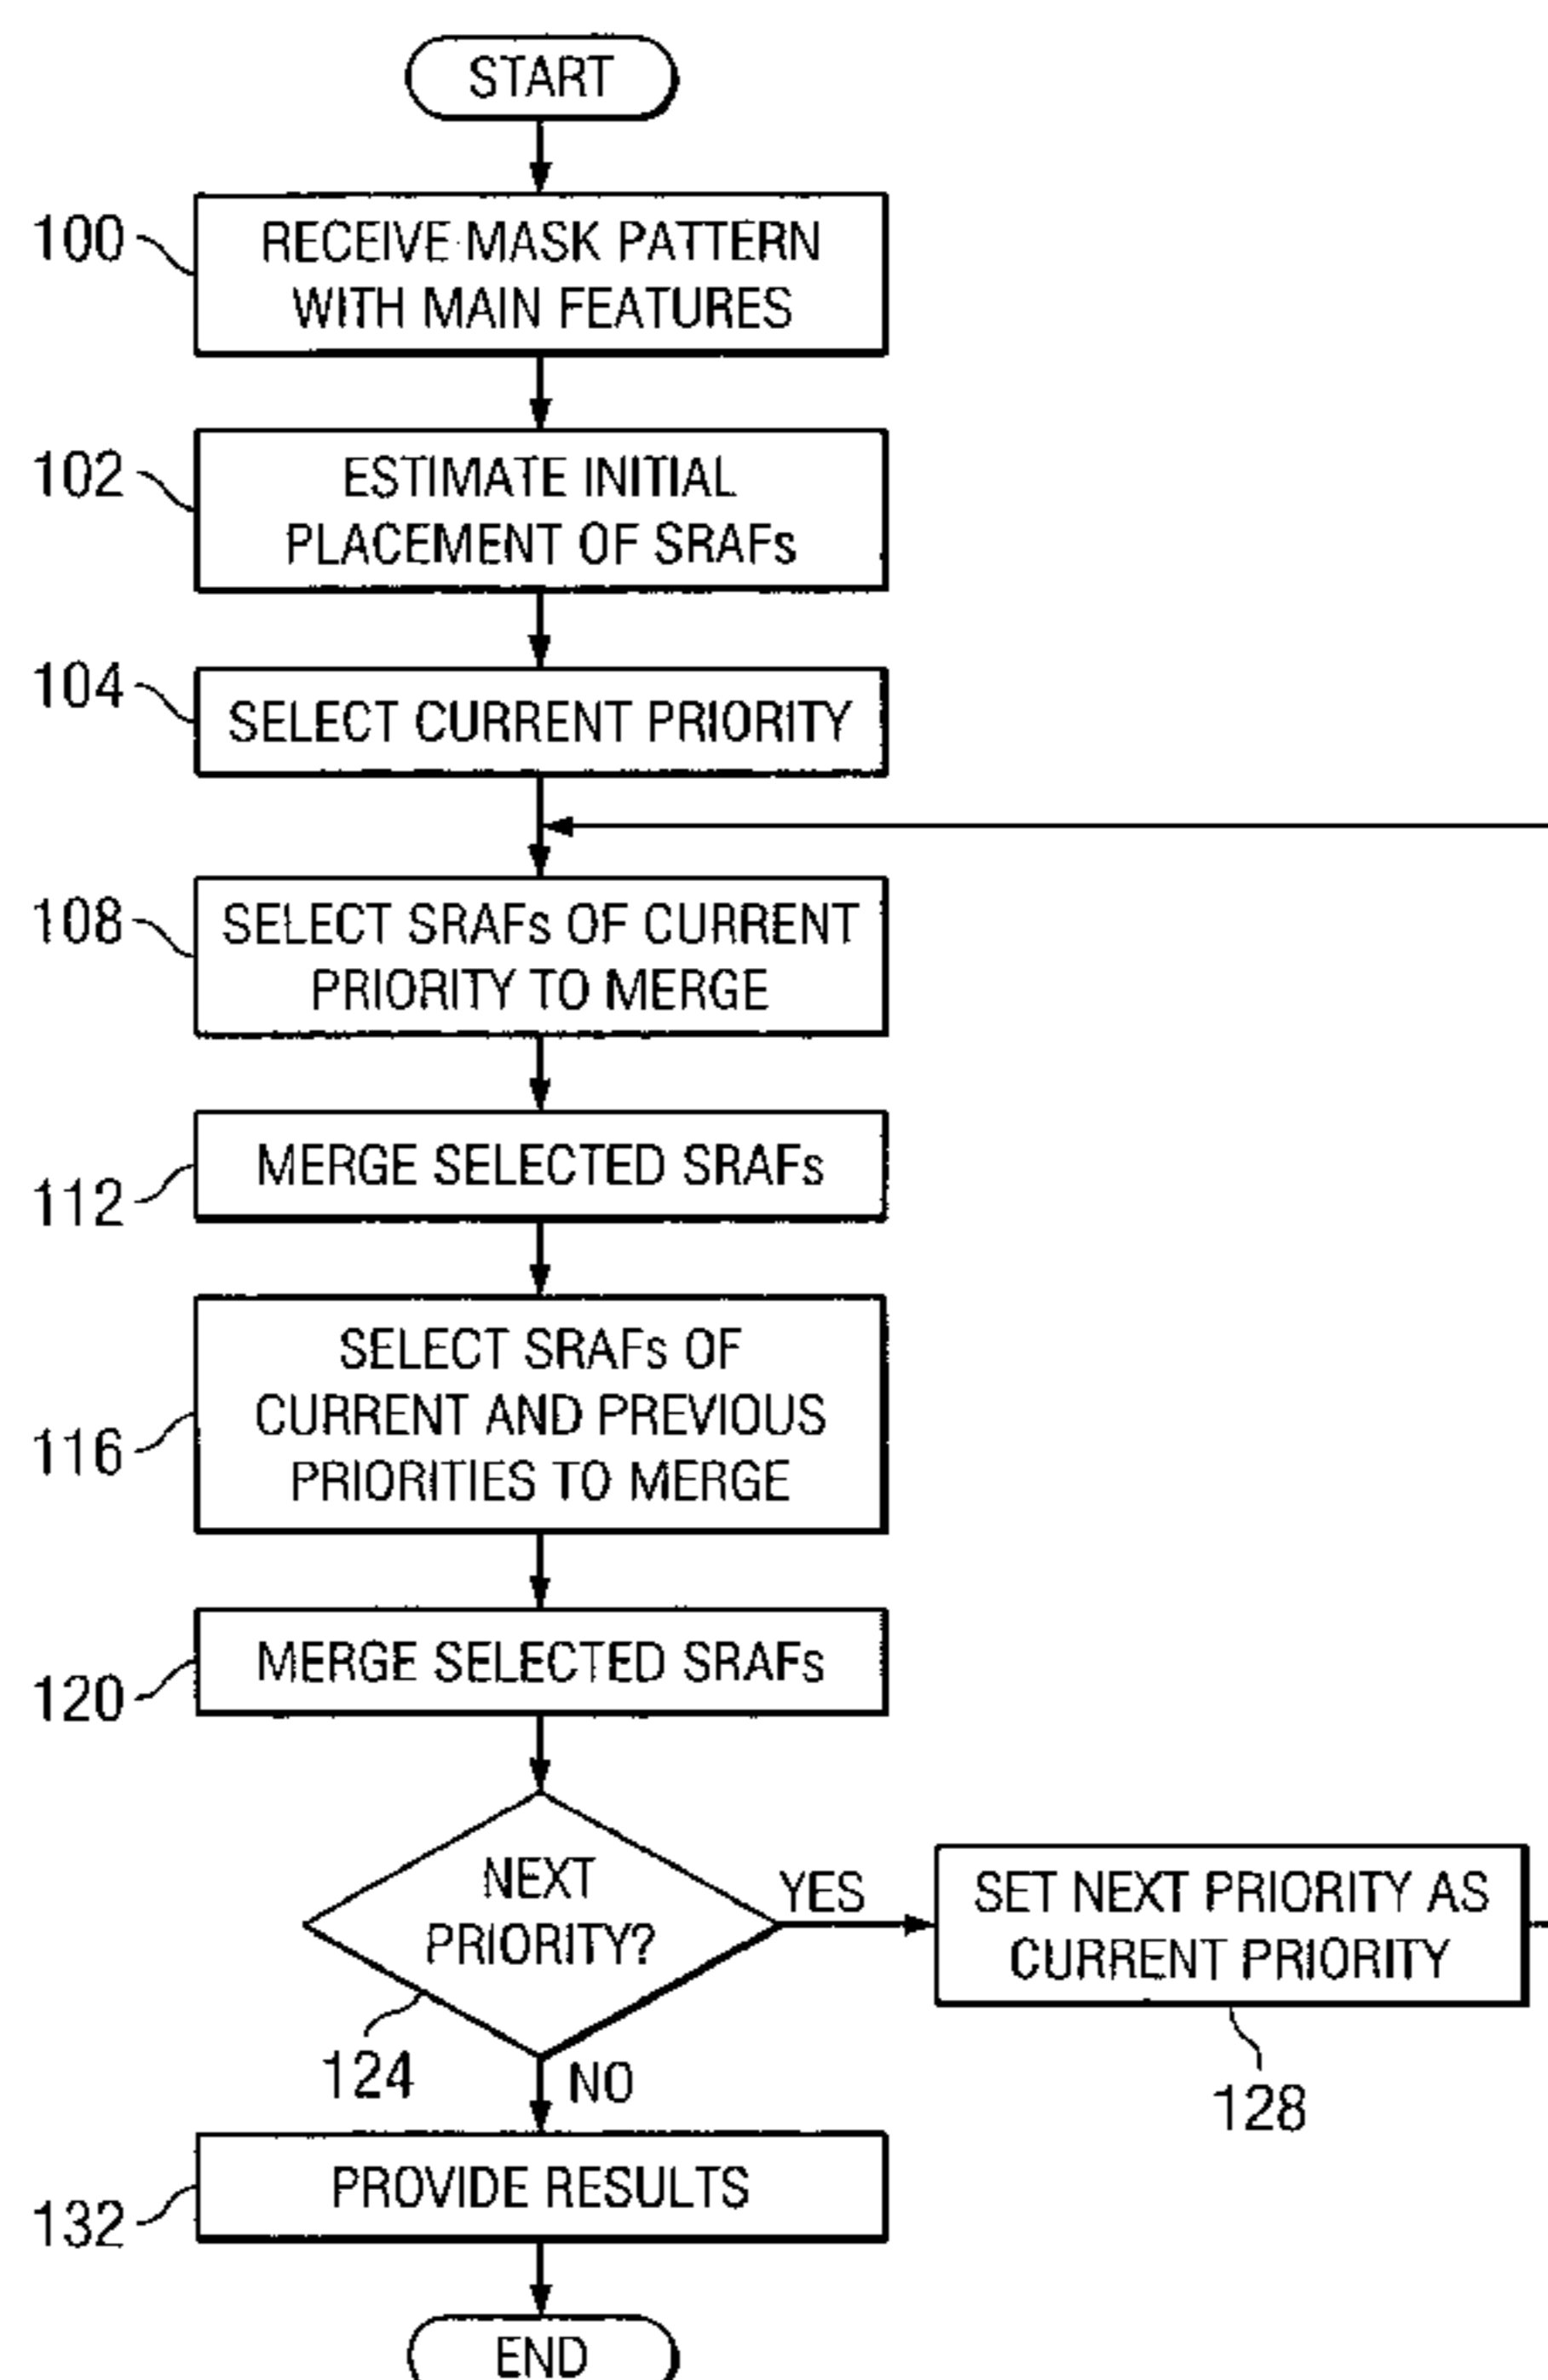 START
100
RECEIVE MASK PATTERN
WITH MAIN FEATURES
102
ESTIMATE INITIAL
PLACEMENT OF SRAFs
104
SELECT CURRENT PRIORITY
108
SELECT SRAFs OF CURRENT
PRIORITY TO MERGE
112
MERGE SELECTED SRAFs
116
SELECT SRAFs OF
CURRENT AND PREVIOUS
PRIORITIES TO MERGE
120
MERGE SELECTED SRAFs
NEXT
PRIORITY?
124
YES
SET NEXT PRIORITY AS
CURRENT PRIORITY
128
NO
132
PROVIDE RESULTS
END